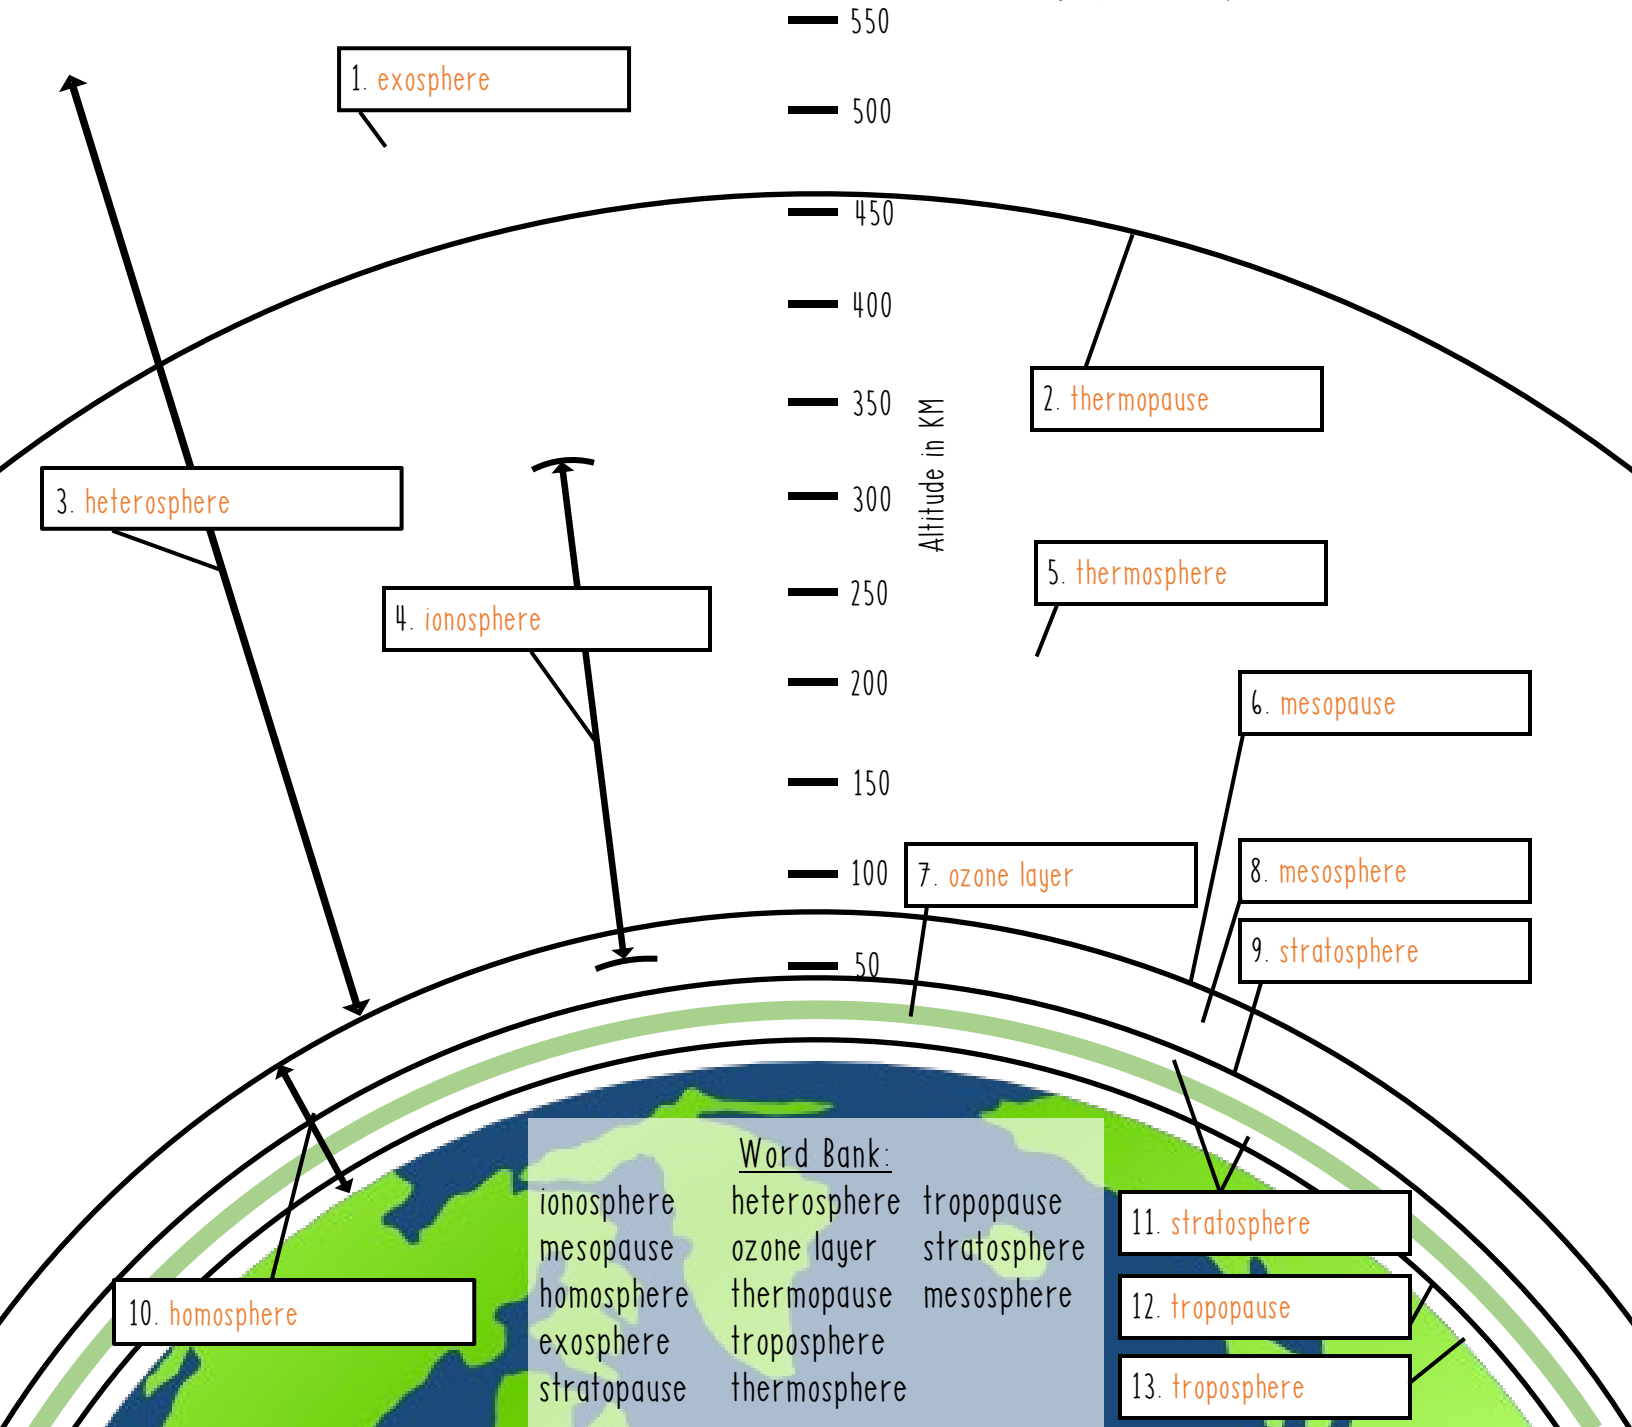 550
1. exosphere
500
450
400
2. thermopause
350
Altitude in KM
300
3. heterosphere
5. thermosphere
250
4. ionosphere
200
6. mesopause
150
100
7. ozone layer
8. mesosphere
9. stratosphere
50
Word Bank:
ionosphere heterosphere tropopause
mesopause ozone layer stratosphere
homosphere thermopause mesosphere
exosphere troposphere
stratopause thermosphere
10. homosphere
11. stratosphere
12. tropopause
13. troposphere